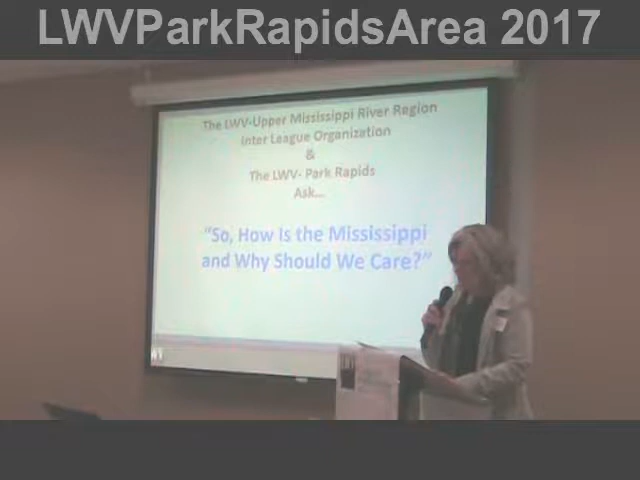 LWVParkRapidsArea 2017
The LWV-Upper Mississippi River Region
Inter League Organization
&
The LWV- Park Rapids
Ask...
"So, How Is the Mississippi
and Why Should We Care?"